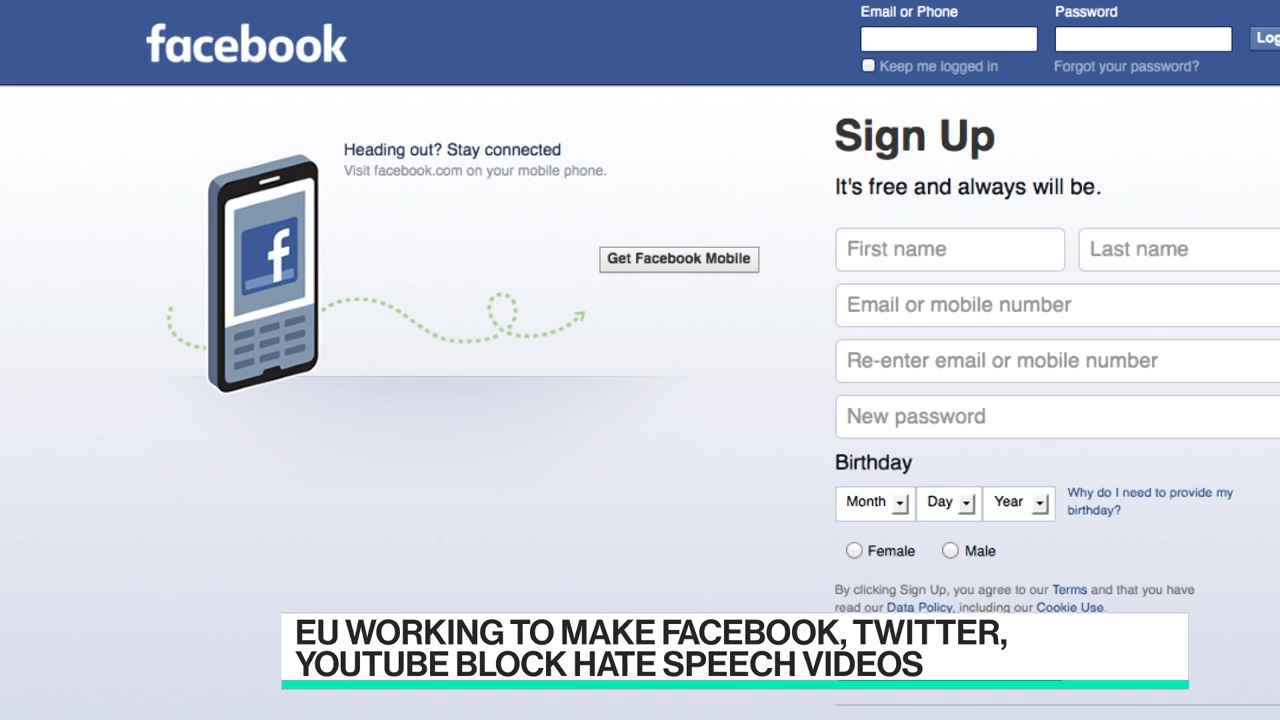 facebook
Email or Phone
Password
Keep me logged in
Forgot your password?
Heading out? Stay connected
Visit facebook.com on your mobile phone.
f
Get Facebook Mobile
Sign Up
It's free and always will be.
First name
Last name
Email or mobile number
Re-enter email or mobile number
New password
Birthday
Month
Day
Year
Why do I need to provide my
birthday?
Female
Male
By clicking Sign Up, you agree to our Terms and that you have
read our Data Policy, including our Cookie Use.
EU WORKING TO MAKE FACEBOOK, TWITTER,
YOUTUBE BLOCK HATE SPEECH VIDEOS